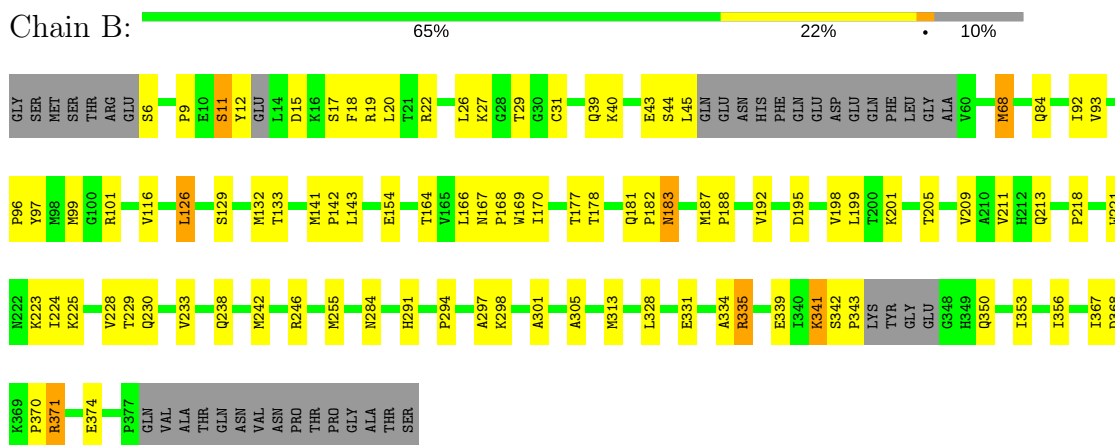 Chain B:
65% 22% • 10%
GLY SER MET SER THR ARG GLU S6 P9 E10 S11 Y12 GLU L14 D15 K16 S17 F18 R19 L20 T21 R22 L26 K27 G28 T29 G30 C31 Q39 K40 E43 S44 L45 GLN GLU ASN HIS PHE GLN GLU ASP GLU GLN PHE LEU GLY ALA V60 M68 Q84 I92 V93
P96 Y97 M98 M99 G100 R101 V116 L126 S129 M132 T133 M141 P142 L143 E154 T164 V165 L166 N167 P168 W169 I170 T177 T178 Q181 P182 N183 M187 P188 V192 D195 V198 L199 T200 K201 T205 V209 A210 V211 H212 Q213 P218
N222 K223 I224 K225 V228 T229 Q230 V233 Q238 M242 R246 M255 N284 H291 P294 A297 K298 A301 A305 M313 L328 E331 A334 R335 E339 I340 K341 S342 P343 LYS TYR GLY GLU G348 H349 Q350 I353 I356 I367
K369 P370 R371 E374 P377 GLN VAL ALA THR GLN ASN VAL ASN PRO THR PRO GLY ALA THR SER